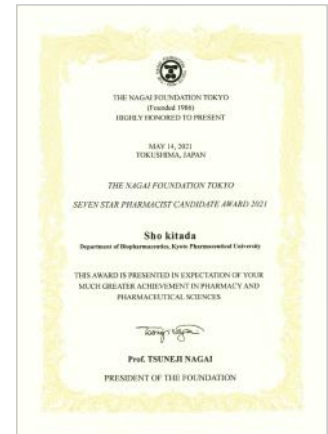 THE NAGAI FOUNDATION TOKYO
(Founded 1986)
HIGHLY HONORED TO PRESENT
MAY 14, 2021
TOKUSHIMA, JAPAN
THE NAGAI FOUNDATION TOKYO
SEVEN STAR PHARMACIST CANDIDATE AWARD 2021
Sho kitada
Department of Biopharmaceutics, Kyoto Pharmaceutical University
THIS AWARD IS PRESENTED IN EXPECTATION OF YOUR
MUCH GREATER ACHIEVEMENT IN PHARMACY AND
PHARMACEUTICAL SCIENCES
Tsuneji Nagai
Prof. TSUNEJI NAGAI
PRESIDENT OF THE FOUNDATION